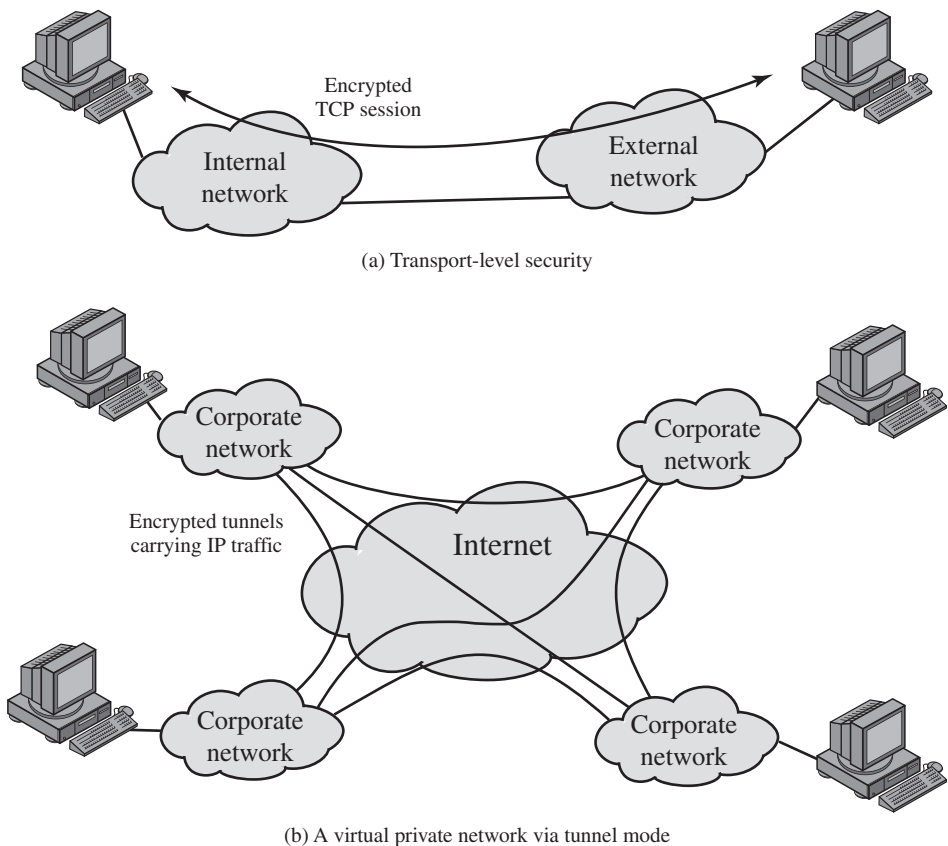 Encrypted
TCP session
Internal
network
External
network
(a) Transport-level security
Corporate
network
Corporate
network
Encrypted tunnels
carrying IP traffic
Internet
Corporate
network
Corporate
network
(b) A virtual private network via tunnel mode